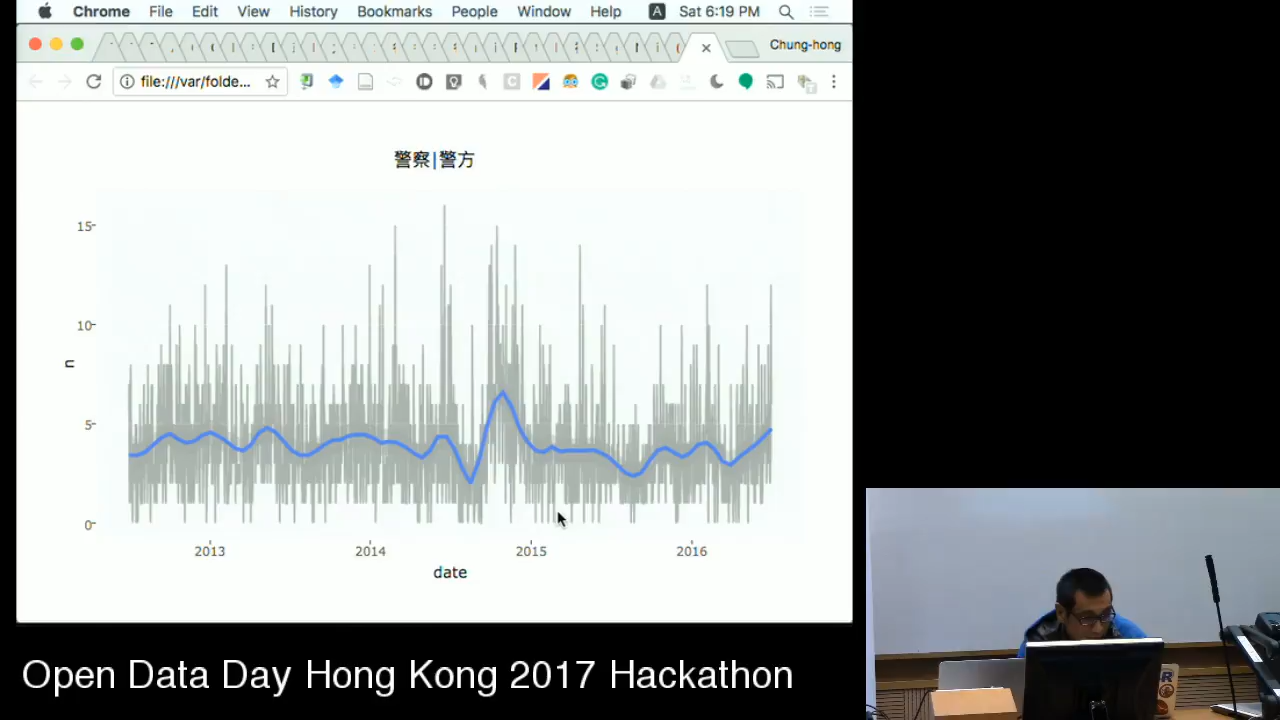 Chrome File Edit View History Bookmarks People Window Help A Sat 6:19 PM
Chung-hong
file:///var/folde...
警察|警方
15
10
n
5
0
2013 2014 2015 2016
date
Open Data Day Hong Kong 2017 Hackathon